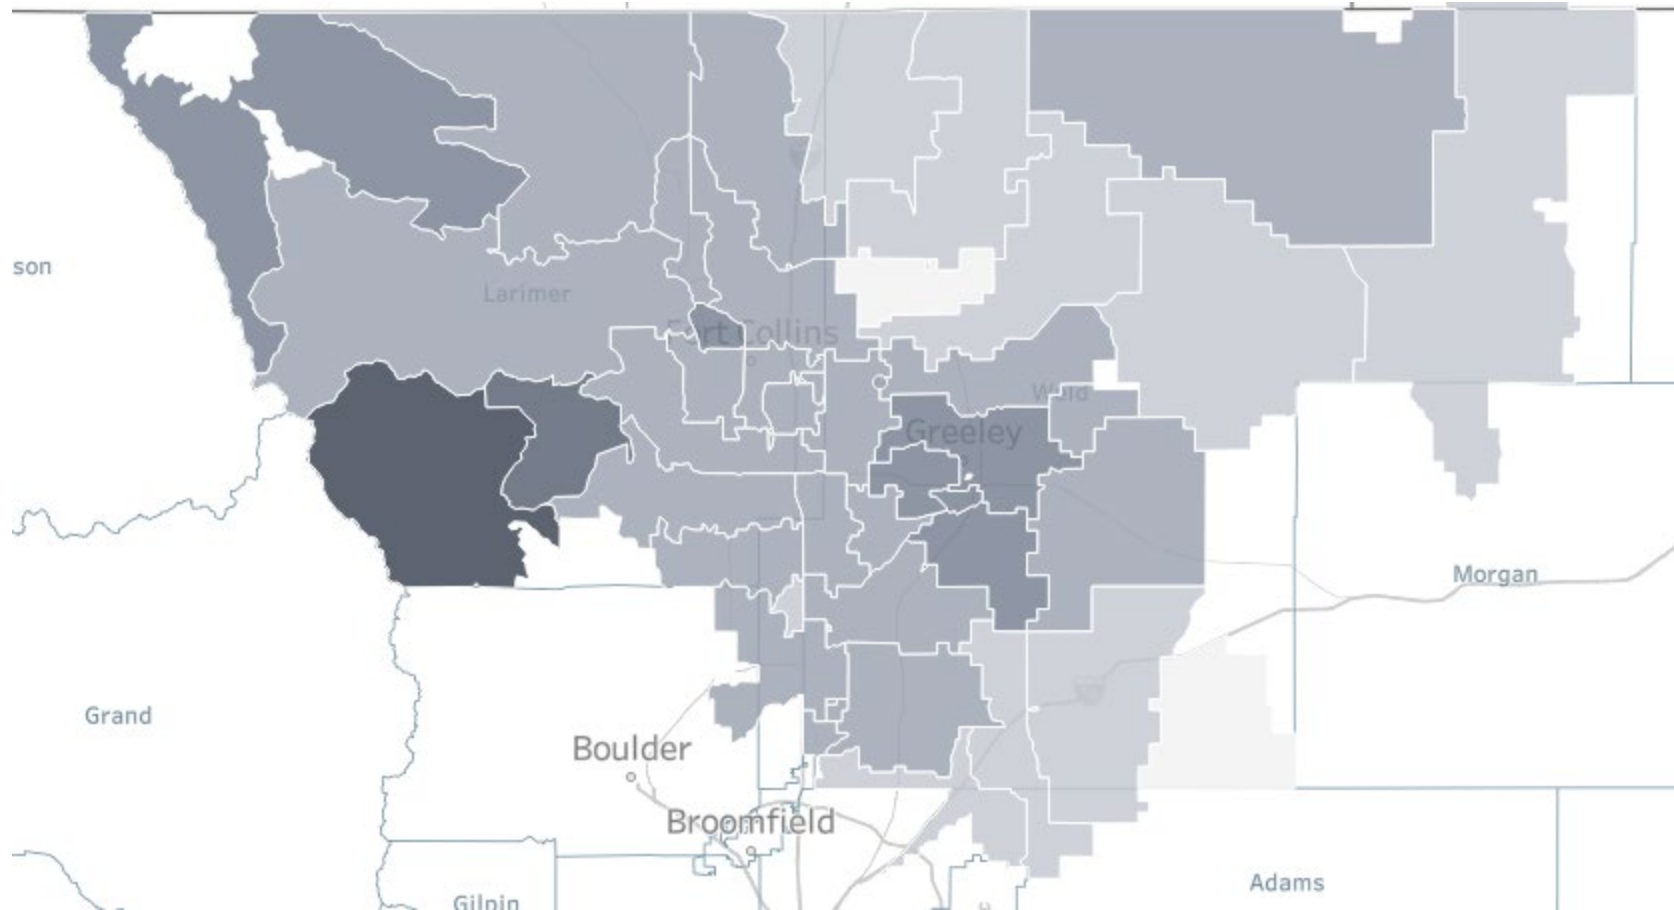 son
Larimer
Fort Collins
Weld
Greeley
Morgan
Grand
Boulder
Broomfield
Adams
Gilpin